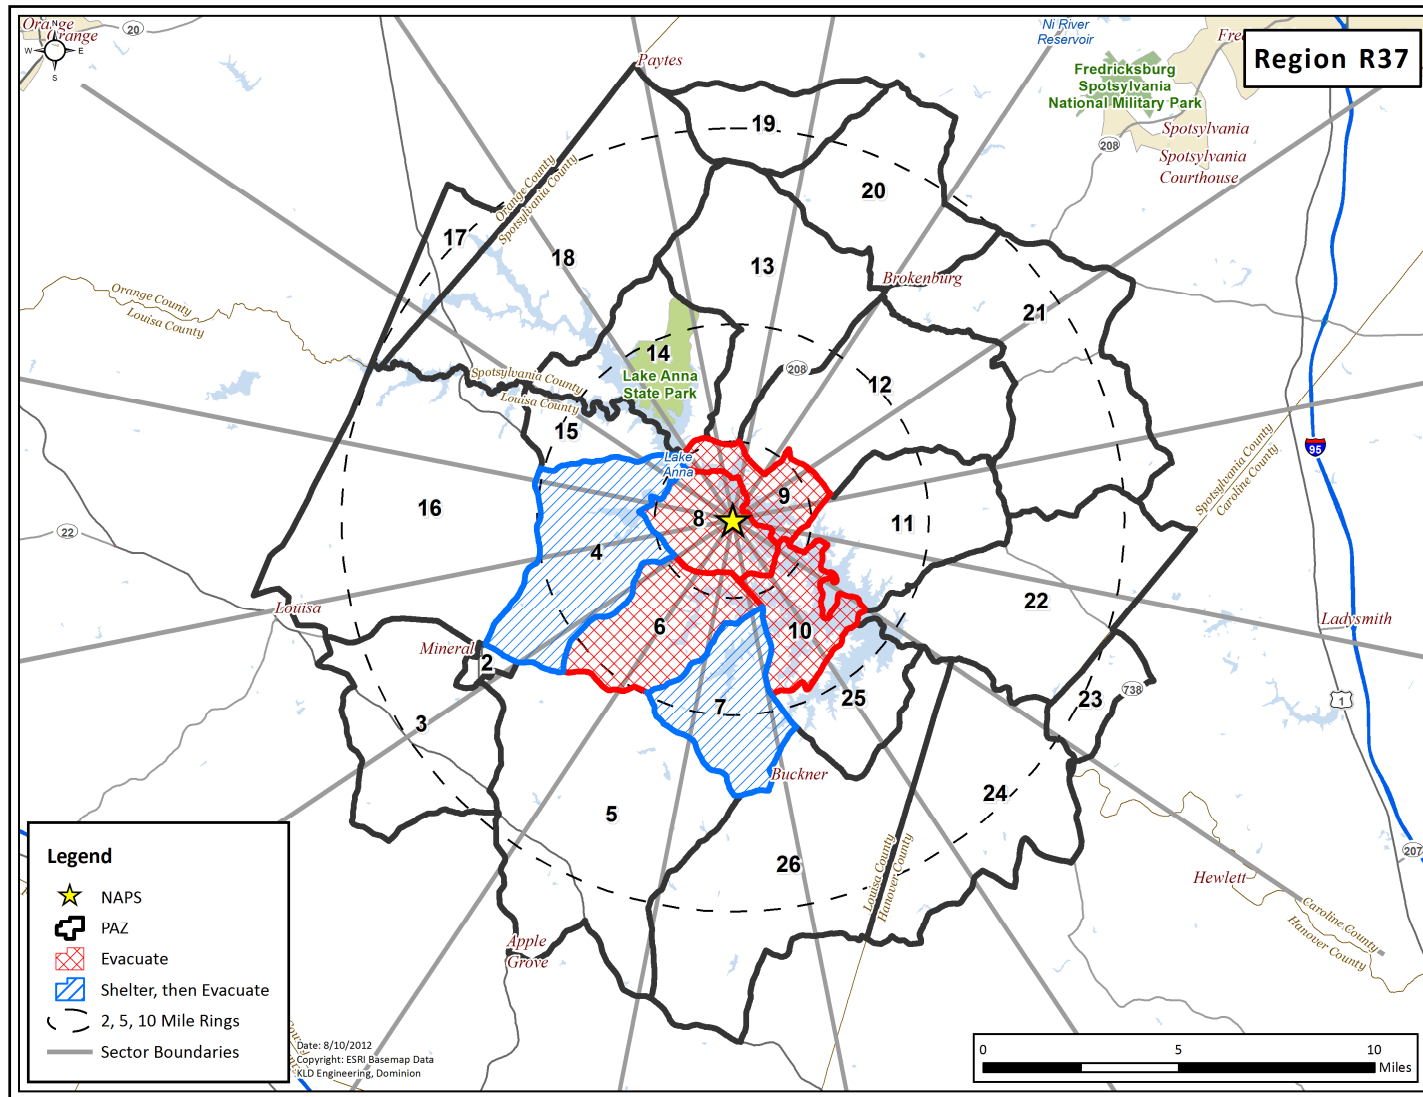 Orange
Orange
20
N
W E
S
Paytes
Ni River
Reservoir
Fredricksburg
Spotsylvania
National Military Park
Region R37
Spotsylvania
208
Spotsylvania
Courthouse
19
20
Orange County
Spotsylvania County
17
18
13
Brokenburg
Orange County
Louisa County
21
14
208
Lake Anna
State Park
12
Spotsylvania County
Louisa County
15
Lake
Anna
95
Spotsylvania County
Caroline County
16
8
9
11
22
4
Louisa
6
10
22
Ladysmith
Mineral
2
3
7
25
23
738
1
Buckner
5
24
26
Louisa County
Hanover County
207
Hewlett
Caroline County
Hanover County
Apple
Grove
Legend
NAPS
PAZ
Evacuate
Shelter, then Evacuate
2, 5, 10 Mile Rings
Sector Boundaries
Date: 8/10/2012
Copyright: ESRI Basemap Data
KLD Engineering, Dominion
0 5 10
Miles